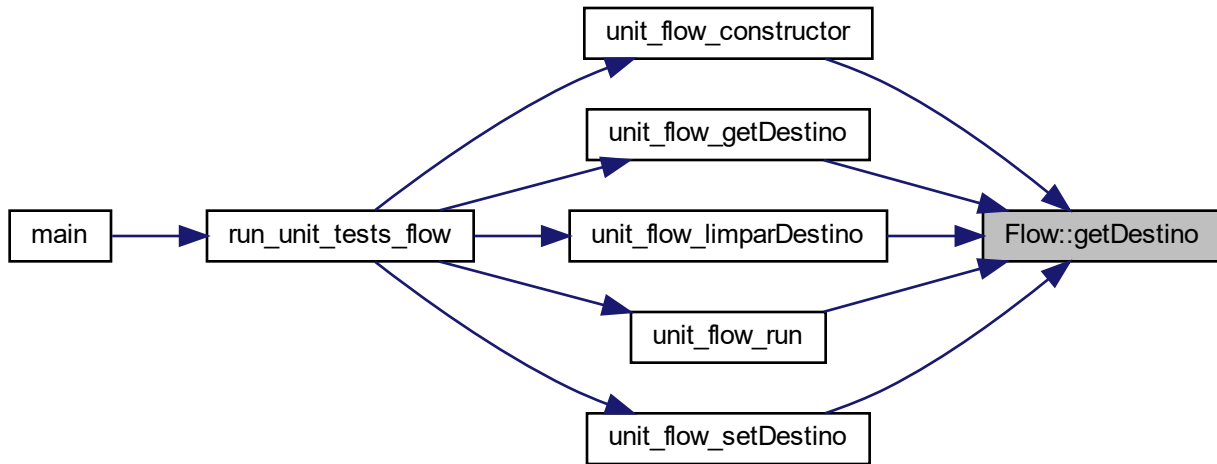 unit_flow_constructor
unit_flow_getDestino
main
run_unit_tests_flow
unit_flow_limparDestino
Flow::getDestino
unit_flow_run
unit_flow_setDestino